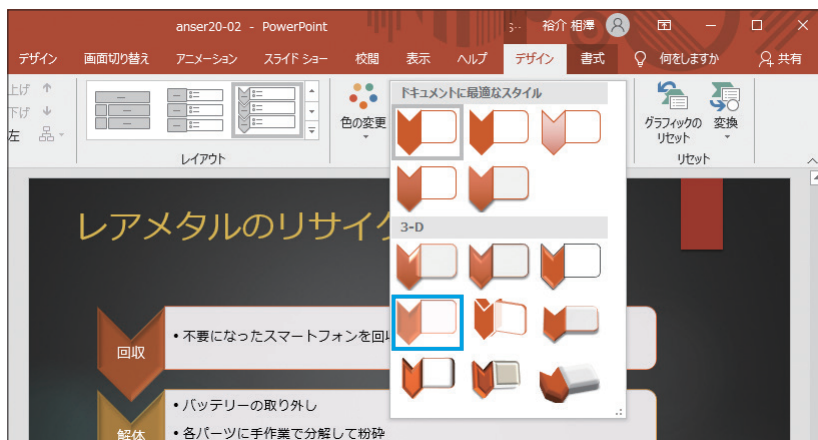 anser20-02 - PowerPoint
裕介 相澤
デザイン 画面切り替え アニメーション スライド ショー 校閲 表示 ヘルプ デザイン 書式 何をしますか 共有
上げ
下げ
左
色の変更
グラフィックの
リセット
変換
レイアウト
リセット
ドキュメントに最適なスタイル
3-D
レアメタルのリサイク
回収
•不要になったスマートフォンを回
解体
•バッテリーの取り外し
•各パーツに手作業で分解して粉砕